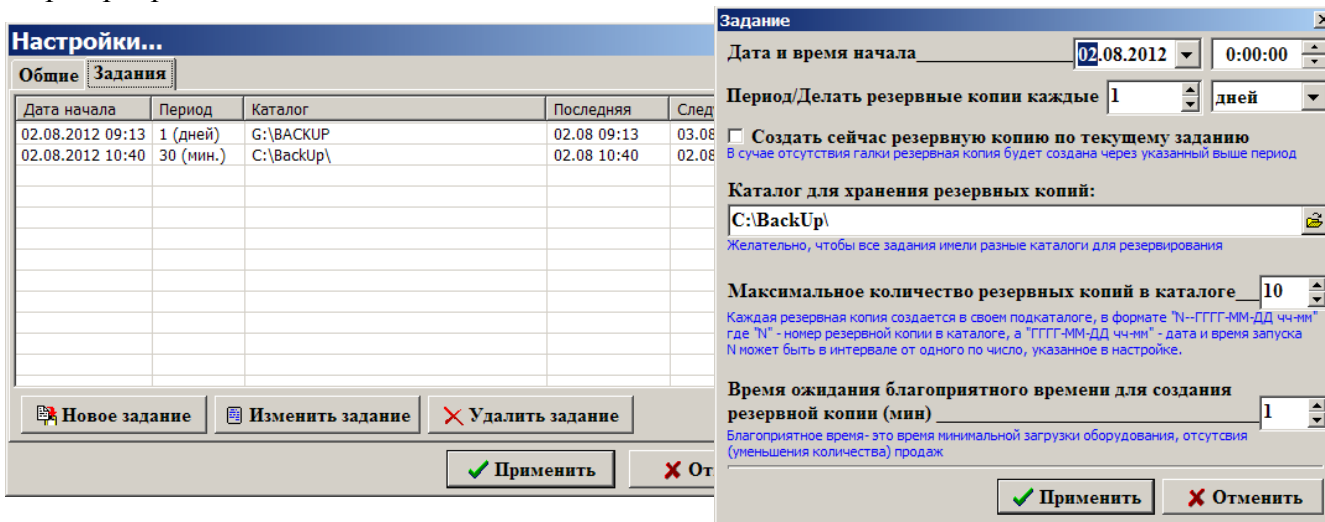 Настройки...
Общие Задания
Дата начала Период Каталог Последняя След
02.08.2012 09:13 1 (дней) G:\BACKUP 02.08 09:13 03.08
02.08.2012 10:40 30 (мин.) C:\BackUp\ 02.08 10:40 02.08
Новое задание Изменить задание Удалить задание
Применить От
Задание
Дата и время начала 02.08.2012 0:00:00
Период/Делать резервные копии каждые 1 дней
Создать сейчас резервную копию по текущему заданию
В сучае отсутствия галки резервная копия будет создана через указанный выше период
Каталог для хранения резервных копий:
C:\BackUp\
Желательно, чтобы все задания имели разные каталоги для резервирования
Максимальное количество резервных копий в каталоге__ 10
Каждая резервная копия создается в своем подкаталоге, в формате "N--ГГГГ-ММ-ДД чч-мм"
где "N" - номер резервной копии в каталоге, а "ГГГГ-ММ-ДД чч-мм" - дата и время запуска
N может быть в интервале от одного по число, указанное в настройке.
Время ожидания благоприятного времени для создания
резервной копии (мин) 1
Благоприятное время- это время минимальной загрузки оборудования, отсутсвия
(уменьшения количества) продаж
Применить Отменить